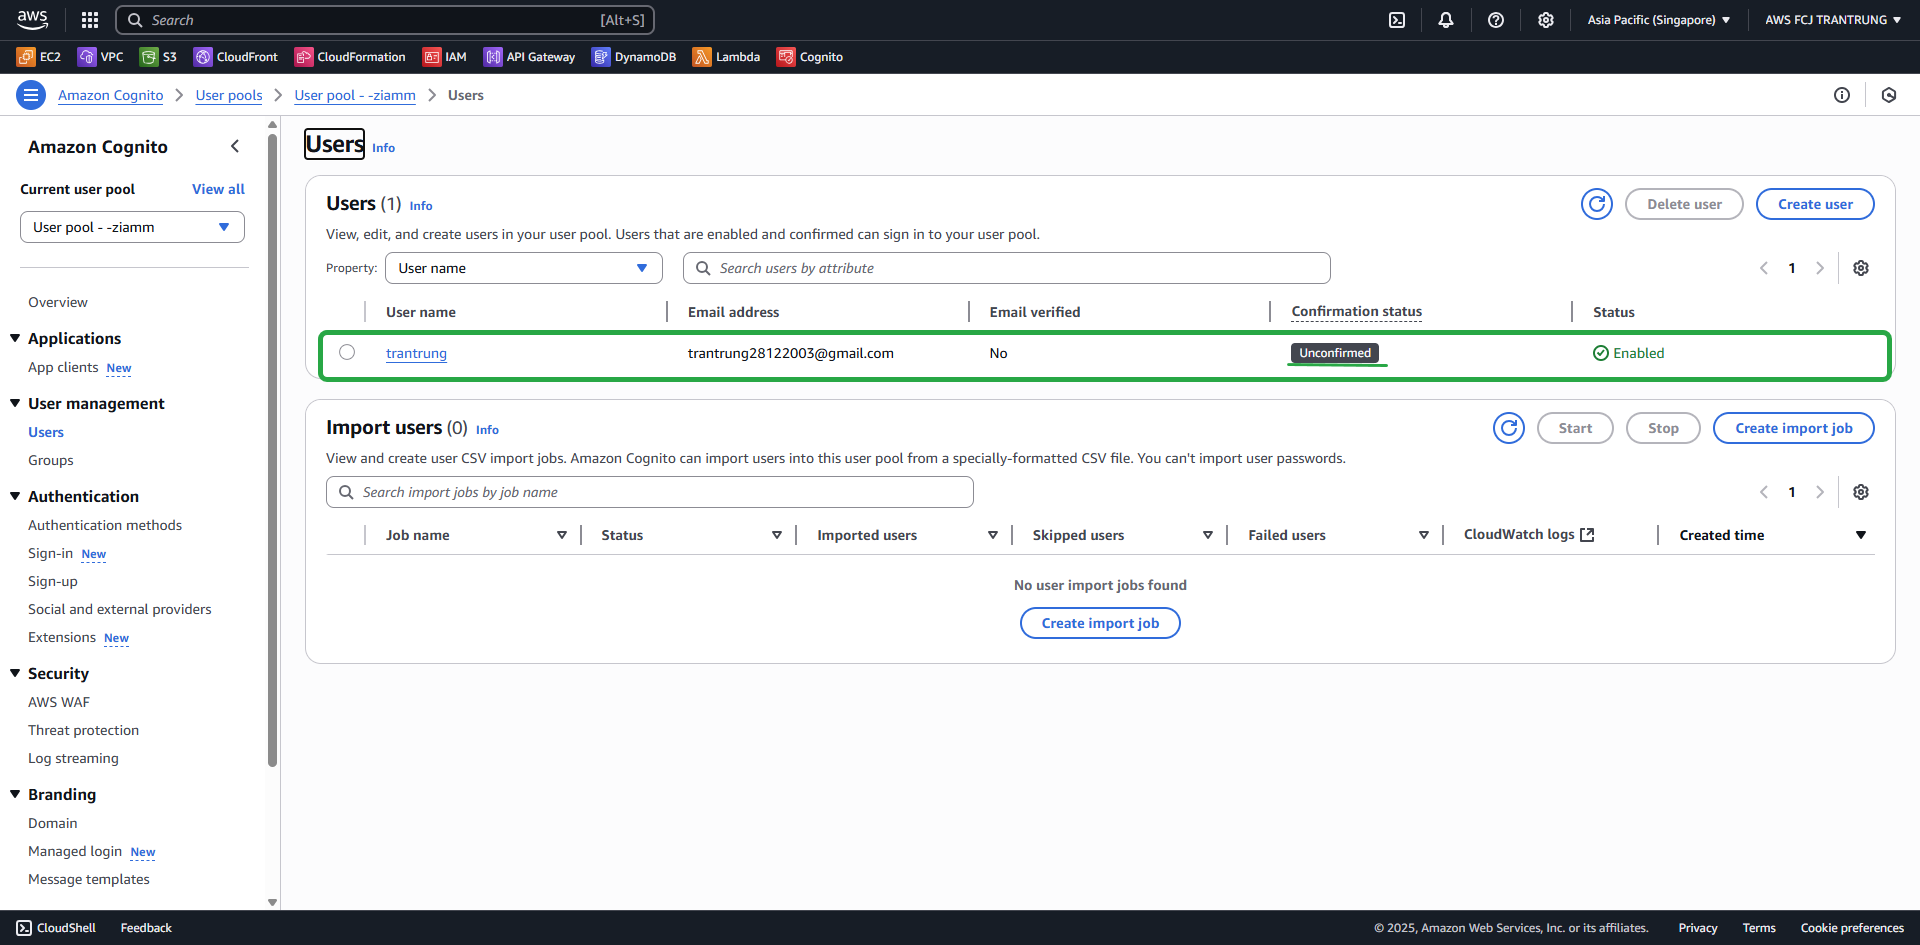 aws
Search [Alt+S]
Asia Pacific (Singapore)
AWS FCJ TRANTRUNG
EC2
VPC
S3
CloudFront
CloudFormation
IAM
API Gateway
DynamoDB
Lambda
Cognito
Amazon Cognito
User pools
User pool - -ziamm
Users
Amazon Cognito
Current user pool
View all
User pool - -ziamm
Overview
Applications
App clients New
User management
Users
Groups
Authentication
Authentication methods
Sign-in New
Sign-up
Social and external providers
Extensions New
Security
AWS WAF
Threat protection
Log streaming
Branding
Domain
Managed login New
Message templates
Users Info
Users (1) Info
Delete user
Create user
View, edit, and create users in your user pool. Users that are enabled and confirmed can sign in to your user pool.
Property:
User name
Search users by attribute
1
User name
Email address
Email verified
Confirmation status
Status
trantrung
trantrung28122003@gmail.com
No
Unconfirmed
Enabled
Import users (0) Info
Start
Stop
Create import job
View and create user CSV import jobs. Amazon Cognito can import users into this user pool from a specially-formatted CSV file. You can't import user passwords.
Search import jobs by job name
1
Job name
Status
Imported users
Skipped users
Failed users
CloudWatch logs
Created time
No user import jobs found
Create import job
CloudShell
Feedback
© 2025, Amazon Web Services, Inc. or its affiliates.
Privacy
Terms
Cookie preferences